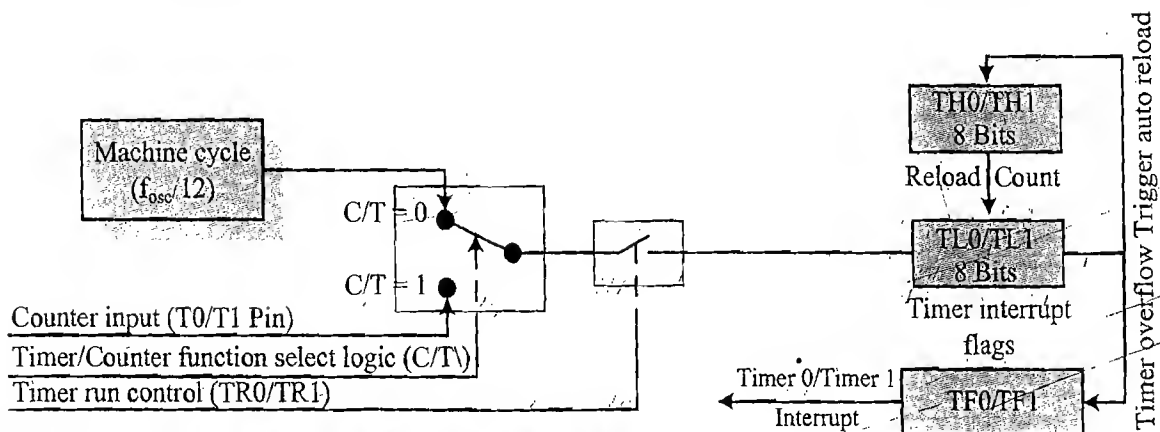 Machine cycle
(fosc/12)
C/T = 0
C/T = 1
Counter input (T0/T1 Pin)
Timer/Counter function select logic (C/T\)
Timer run control (TR0/TR1)
TH0/TH1
8 Bits
Reload Count
TL0/TL1
8 Bits
Timer interrupt
flags
Timer 0/Timer 1
Interrupt
TF0/TF1
Timer overflow Trigger auto reload